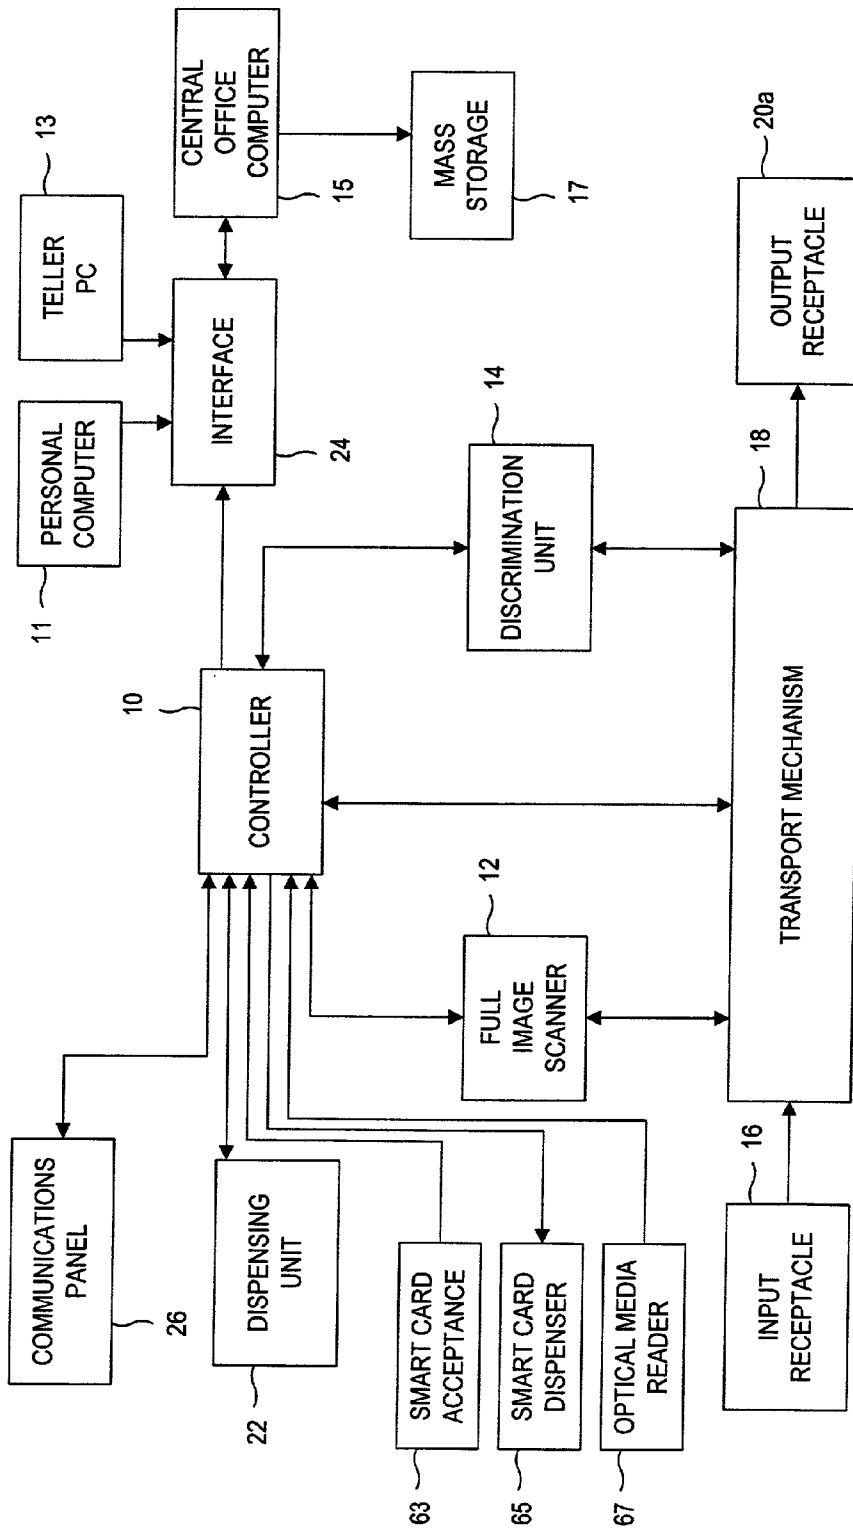 COMMUNICATIONS
PANEL
26
DISPENSING
UNIT
22
SMART CARD
ACCEPTANCE
63
SMART CARD
DISPENSER
65
OPTICAL MEDIA
READER
67
INPUT
RECEPTACLE
16
FULL
IMAGE
SCANNER
12
CONTROLLER
10
TRANSPORT MECHANISM
18
DISCRIMINATION
UNIT
14
PERSONAL
COMPUTER
11
TELLER
PC
13
INTERFACE
24
CENTRAL
OFFICE
COMPUTER
15
MASS
STORAGE
17
OUTPUT
RECEPTACLE
20a